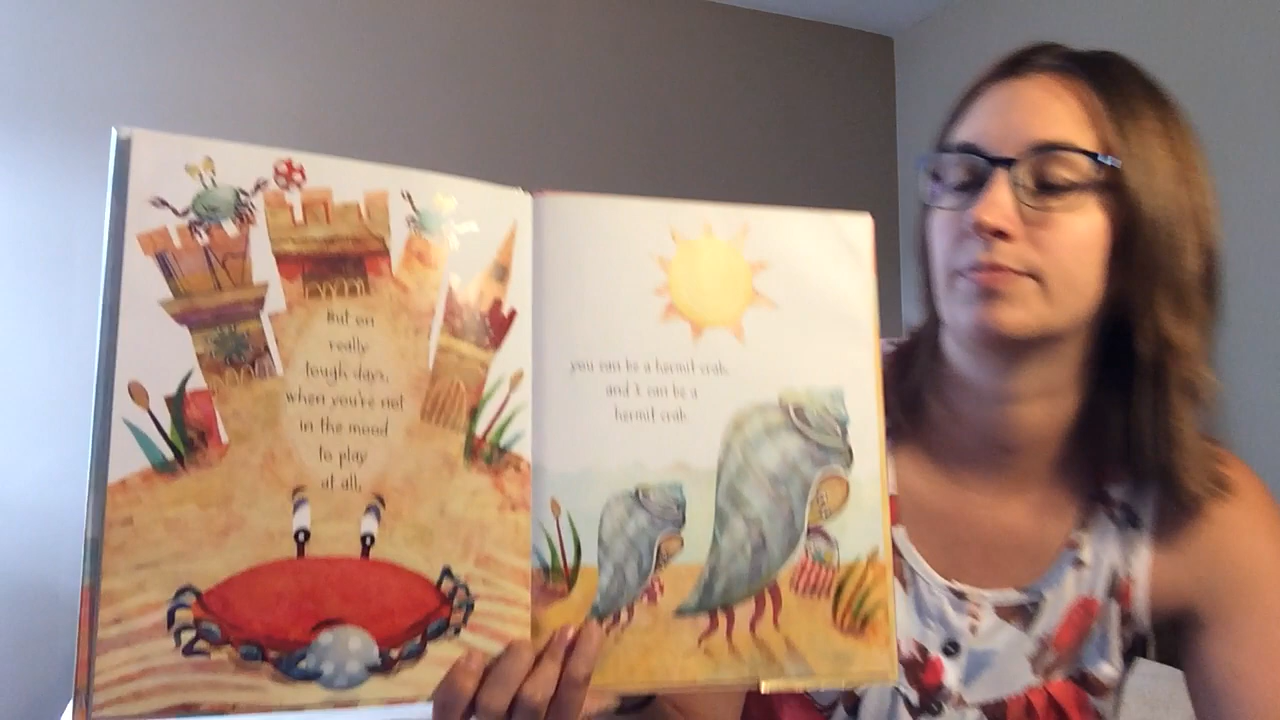 But on
really
tough days,
when you're not
in the mood
to play
at all,
you can be a hermit crab,
and I can be a
hermit crab.